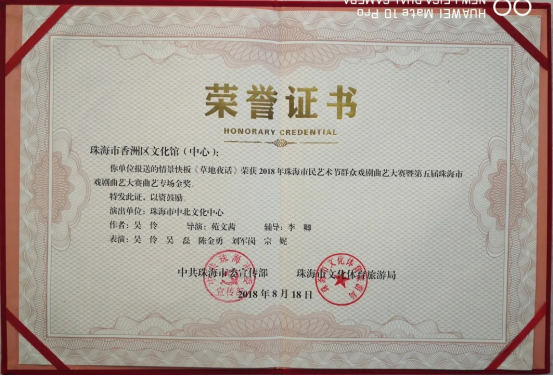 HUAWEI Mate 10 Pro
NEW LEICA DUAL CAMERA
荣誉证书
HONORARY CREDENTIAL
珠海市香洲区文化馆（中心）：
你单位报送的情景快板《草地夜话》荣获2018年珠海市民艺术节群众戏剧曲艺大赛暨第五届珠海市
戏剧曲艺大赛曲艺专场金奖。
特发此证，以资鼓励。
演出单位：珠海市中北文化中心
作者：吴 伶 导演：苑文茜 辅导：李 卿
表演：吴 伶 吴 磊 陈金勇 刘军岗 宗 妮
中共珠海市委宣传部 珠海市文化体育旅游局
2018年8月18日